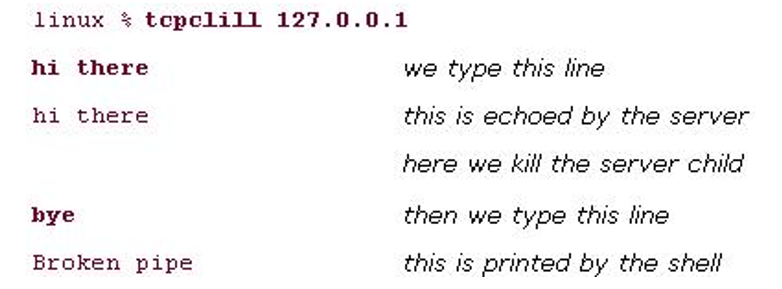 linux % tcpclill 127.0.0.1
hi there we type this line
hi there this is echoed by the server
here we kill the server child
bye then we type this line
Broken pipe this is printed by the shell